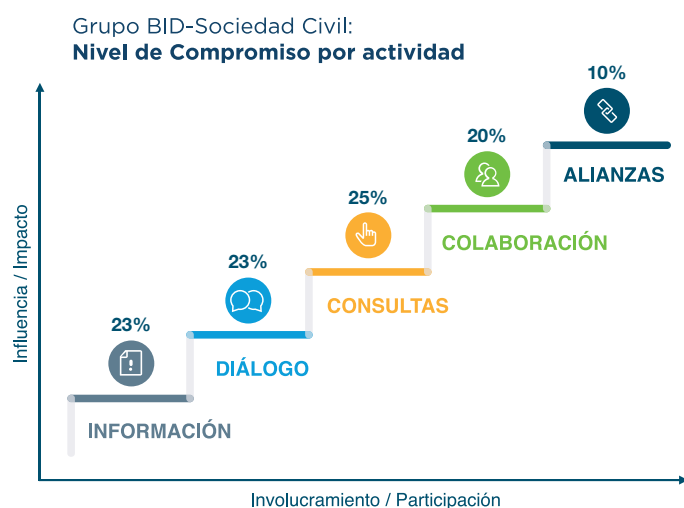 Grupo BID-Sociedad Civil:
Nivel de Compromiso por actividad
10%
20%
ALIANZAS
25%
COLABORACIÓN
23%
CONSULTAS
23%
DIÁLOGO
INFORMACIÓN
Influencia / Impacto
Involucramiento / Participación